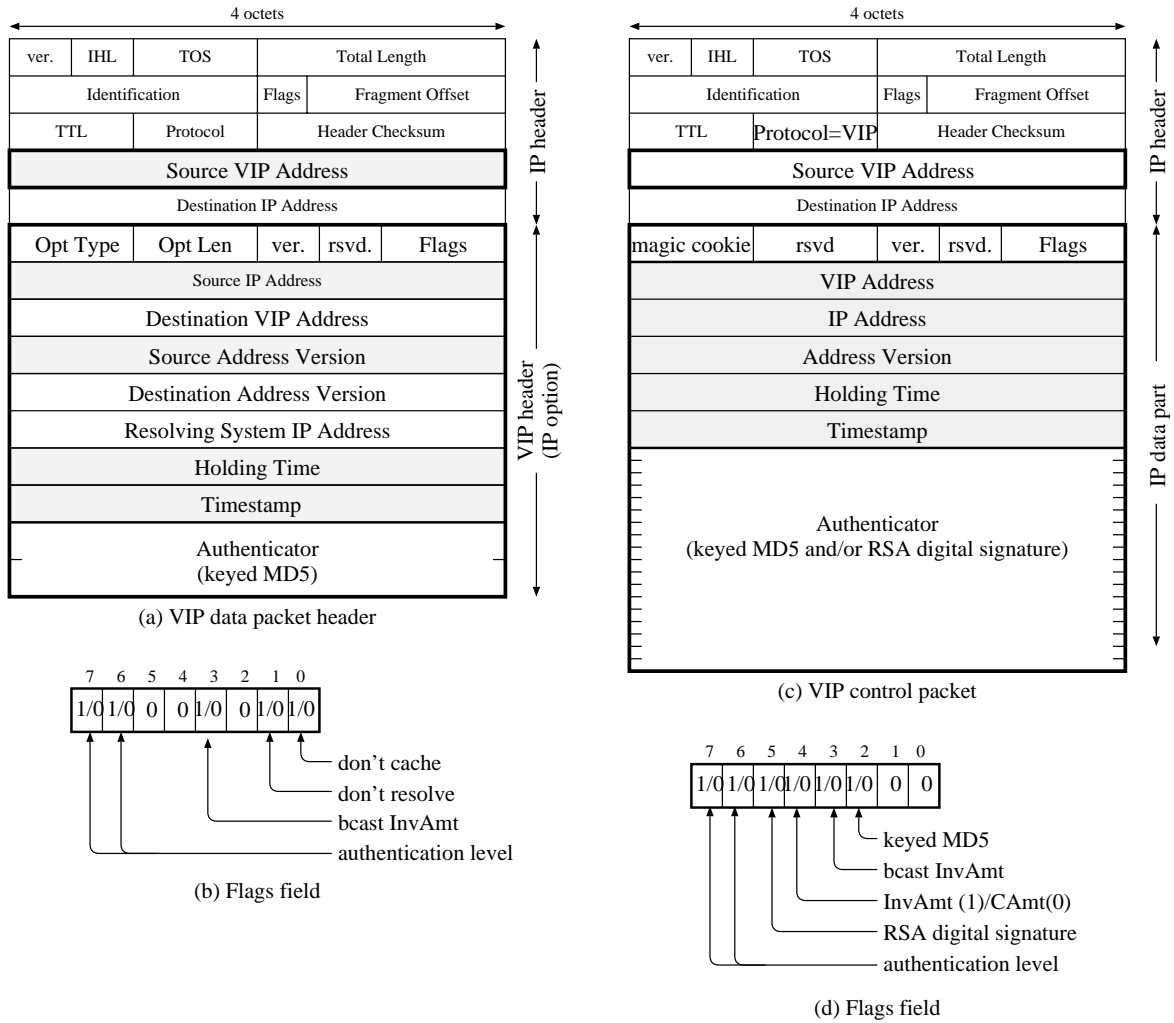 4 octets
ver. IHL TOS Total Length
Identification Flags Fragment Offset
TTL Protocol Header Checksum
Source VIP Address
Destination IP Address
IP header
Opt Type Opt Len ver. rsvd. Flags
Source IP Address
Destination VIP Address
Source Address Version
Destination Address Version
Resolving System IP Address
Holding Time
Timestamp
Authenticator
(keyed MD5)
VIP header
(IP option)
(a) VIP data packet header
7 6 5 4 3 2 1 0
1/0 1/0 0 0 1/0 0 1/0 1/0
don't cache
don't resolve
bcast InvAmt
authentication level
(b) Flags field
4 octets
ver. IHL TOS Total Length
Identification Flags Fragment Offset
TTL Protocol=VIP Header Checksum
Source VIP Address
Destination IP Address
IP header
magic cookie rsvd ver. rsvd. Flags
VIP Address
IP Address
Address Version
Holding Time
Timestamp
Authenticator
(keyed MD5 and/or RSA digital signature)
IP data part
(c) VIP control packet
7 6 5 4 3 2 1 0
1/0 1/0 1/0 1/0 1/0 1/0 0 0
keyed MD5
bcast InvAmt
InvAmt (1)/CAmt(0)
RSA digital signature
authentication level
(d) Flags field